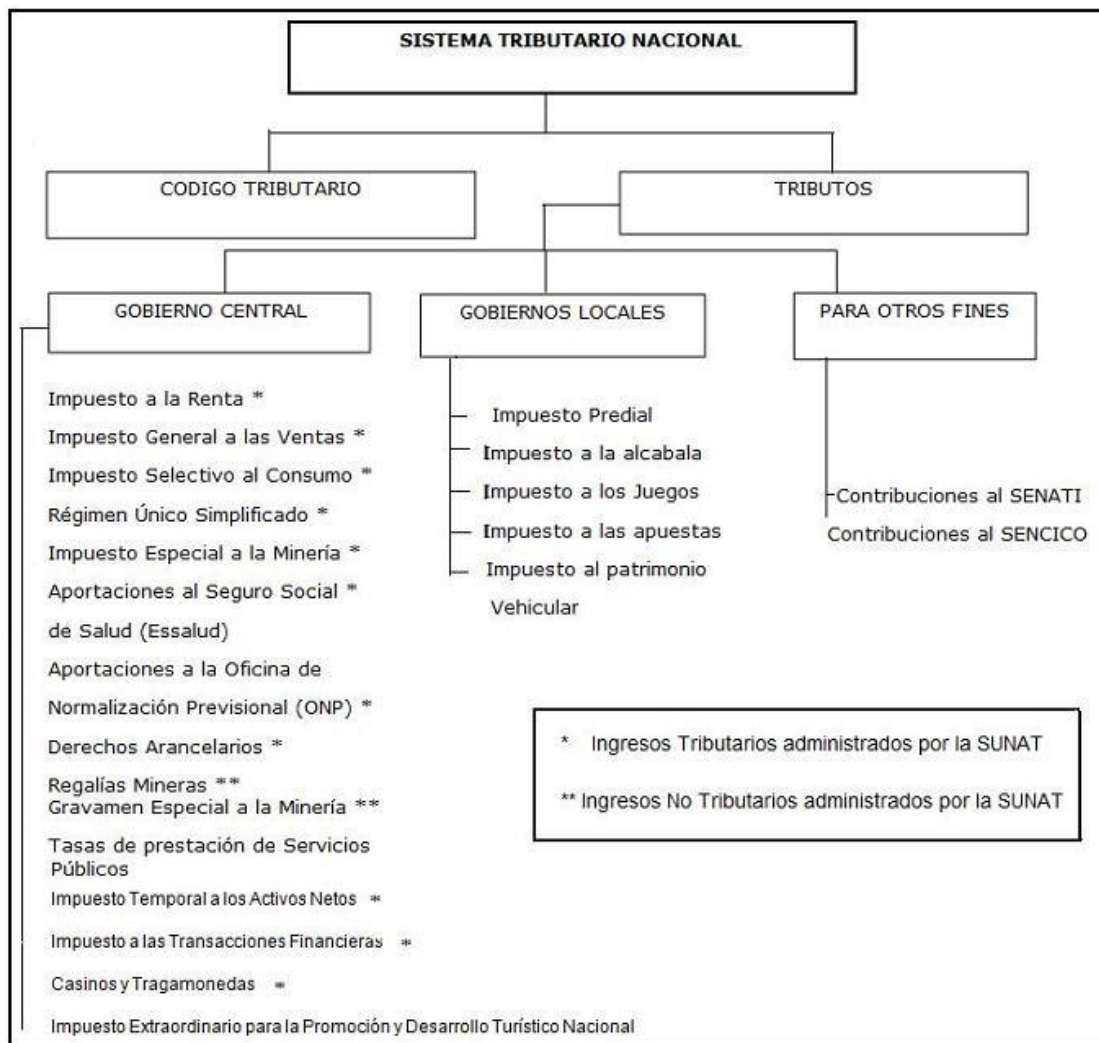 SISTEMA TRIBUTARIO NACIONAL
CODIGO TRIBUTARIO
TRIBUTOS
GOBIERNO CENTRAL
Impuesto a la Renta *
Impuesto General a las Ventas *
Impuesto Selectivo al Consumo *
Régimen Único Simplificado *
Impuesto Especial a la Minería *
Aportaciones al Seguro Social *
de Salud (Essalud)
Aportaciones a la Oficina de
Normalización Previsional (ONP) *
Derechos Arancelarios *
Regalías Mineras **
Gravamen Especial a la Minería **
Tasas de prestación de Servicios
Públicos
Impuesto Temporal a los Activos Netos *
Impuesto a las Transacciones Financieras *
Casinos y Tragamonedas *
Impuesto Extraordinario para la Promoción y Desarrollo Turístico Nacional
GOBIERNOS LOCALES
Impuesto Predial
Impuesto a la alcabala
Impuesto a los Juegos
Impuesto a las apuestas
Impuesto al patrimonio
Vehicular
PARA OTROS FINES
Contribuciones al SENATI
Contribuciones al SENCICO
* Ingresos Tributarios administrados por la SUNAT
** Ingresos No Tributarios administrados por la SUNAT